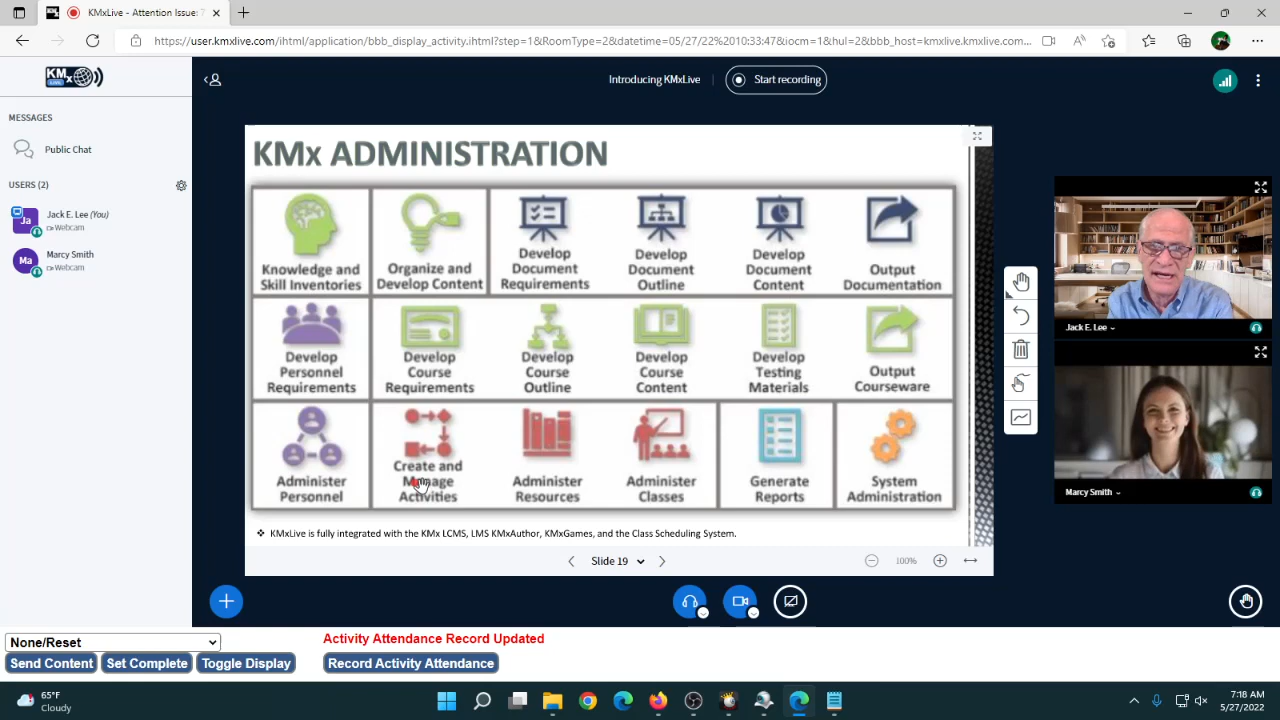 KMxLive - Attention Issues 7
https://user.kmxlive.com/ihtml/application/bbb_display_activity.ihtml?step=1&RoomType=2&datetime=05/27/22%2010:33:47&iocm=1&hul=2&bbb_host=kmxlive.kmxlive.com...
KMx
LIVE
Introducing KMxLive
Start recording
MESSAGES
Public Chat
USERS (2)
Ja
Jack E. Lee (You)
Webcam
Ma
Marcy Smith
Webcam
KMx ADMINISTRATION
Knowledge and
Skill Inventories
Organize and
Develop Content
Develop
Document
Requirements
Develop
Document
Outline
Develop
Document
Content
Output
Documentation
Develop
Personnel
Requirements
Develop
Course
Requirements
Develop
Course
Outline
Develop
Course
Content
Develop
Testing
Materials
Output
Courseware
Administer
Personnel
Create and
Manage
Activities
Administer
Resources
Administer
Classes
Generate
Reports
System
Administration
❖ KMxLive is fully integrated with the KMx LCMS, LMS KMxAuthor, KMxGames, and the Class Scheduling System.
Slide 19
100%
Jack E. Lee
Marcy Smith
None/Reset
Activity Attendance Record Updated
Send Content
Set Complete
Toggle Display
Record Activity Attendance
65°F
Cloudy
7:18 AM
5/27/2022